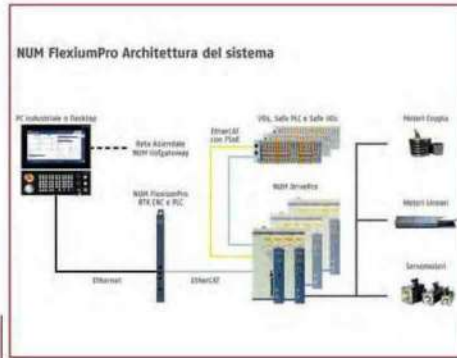 NUM FlexiumPro Architettura del sistema
PC industriale o desktop
Rete Aziendale
NUM IIoTgateway
EtherCAT
con FSoE
I/Os, Safe PLC e Safe I/Os
Motori Coppia
NUM FlexiumPro
RTK CNC e PLC
NUM DrivePro
Motori Lineari
Ethernet
EtherCAT
Servomotori